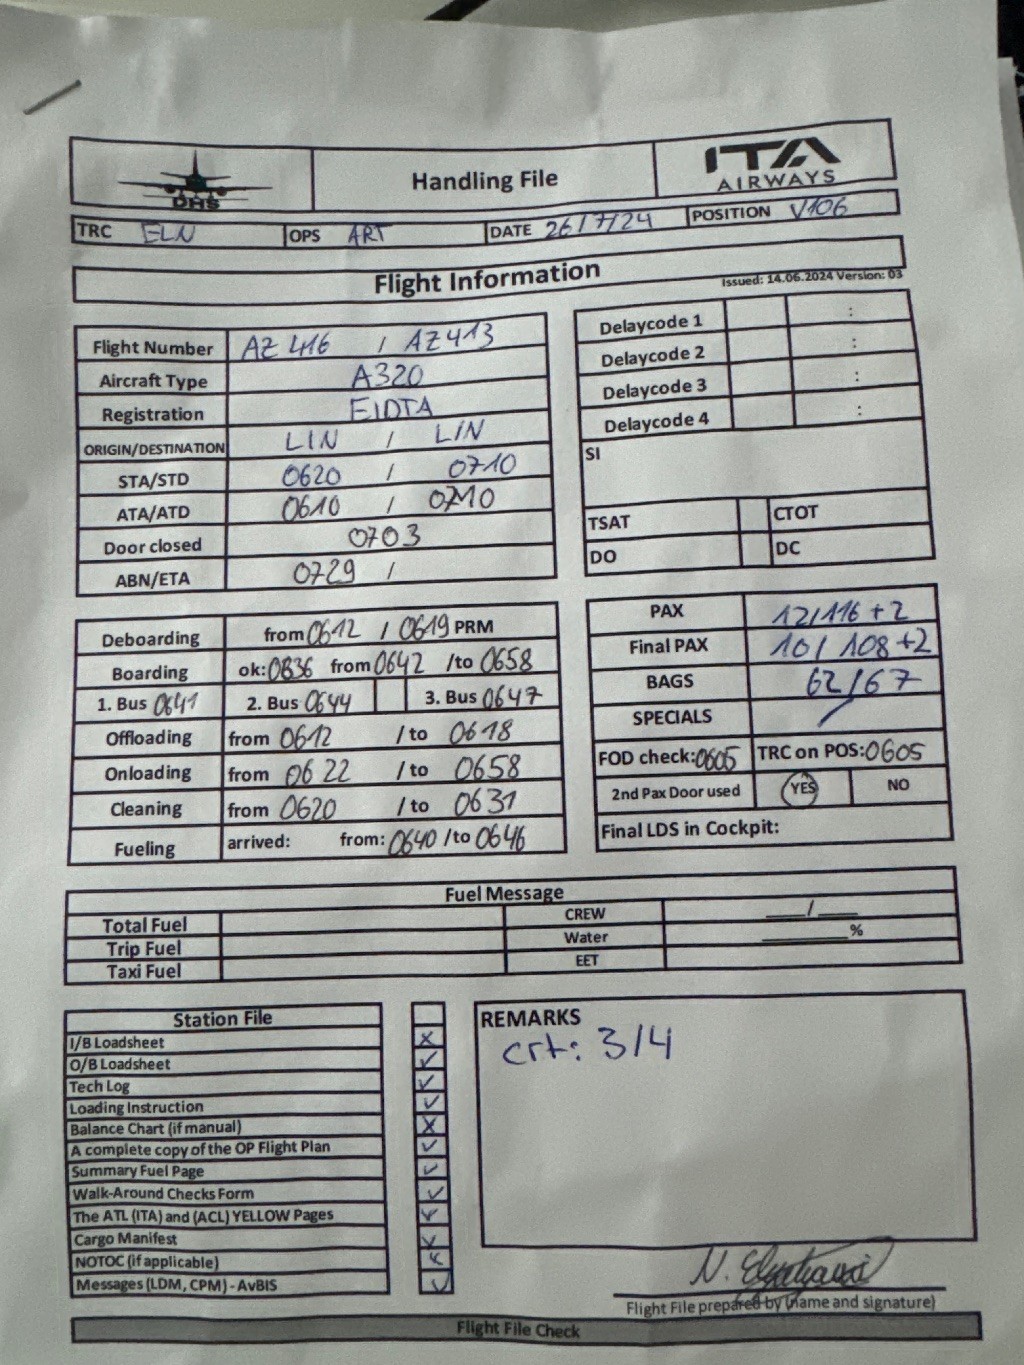 DHS
Handling File
ITA
AIRWAYS
TRC ELN OPS ART DATE 26/7/24 POSITION V106
Flight Information
Issued: 14.06.2024 Version: 03
Flight Number AZ 416 / AZ413
Aircraft Type A320
Registration EIDTA
ORIGIN/DESTINATION LIN / LIN
STA/STD 0620 / 0710
ATA/ATD 0610 / 0710
Door closed 0703
ABN/ETA 0729 /
Delaycode 1 :
Delaycode 2 :
Delaycode 3 :
Delaycode 4 :
SI
TSAT CTOT
DO DC
Deboarding from 0612 / 0619 PRM
Boarding ok: 0636 from 0642 /to 0658
1. Bus 0641 2. Bus 0644 3. Bus 0647
Offloading from 0612 /to 0618
Onloading from 0622 /to 0658
Cleaning from 0620 /to 0631
Fueling arrived: from: 0640 /to 0646
PAX 12/116 +2
Final PAX 10/ 108+2
BAGS 62/67
SPECIALS /
FOD check: 0605 TRC on POS: 0605
2nd Pax Door used YES NO
Final LDS in Cockpit:
Fuel Message
Total Fuel CREW ___/___
Trip Fuel Water ______%
Taxi Fuel EET
Station File
I/B Loadsheet x
O/B Loadsheet ✓
Tech Log ✓
Loading Instruction ✓
Balance Chart (if manual) X
A complete copy of the OP Flight Plan ✓
Summary Fuel Page ✓
Walk-Around Checks Form ✓
The ATL (ITA) and (ACL) YELLOW Pages ✓
Cargo Manifest x
NOTOC (if applicable) x
Messages (LDM, CPM) - AvBIS ✓
REMARKS
crt: 3/4
Flight File prepared by (name and signature)
Flight File Check